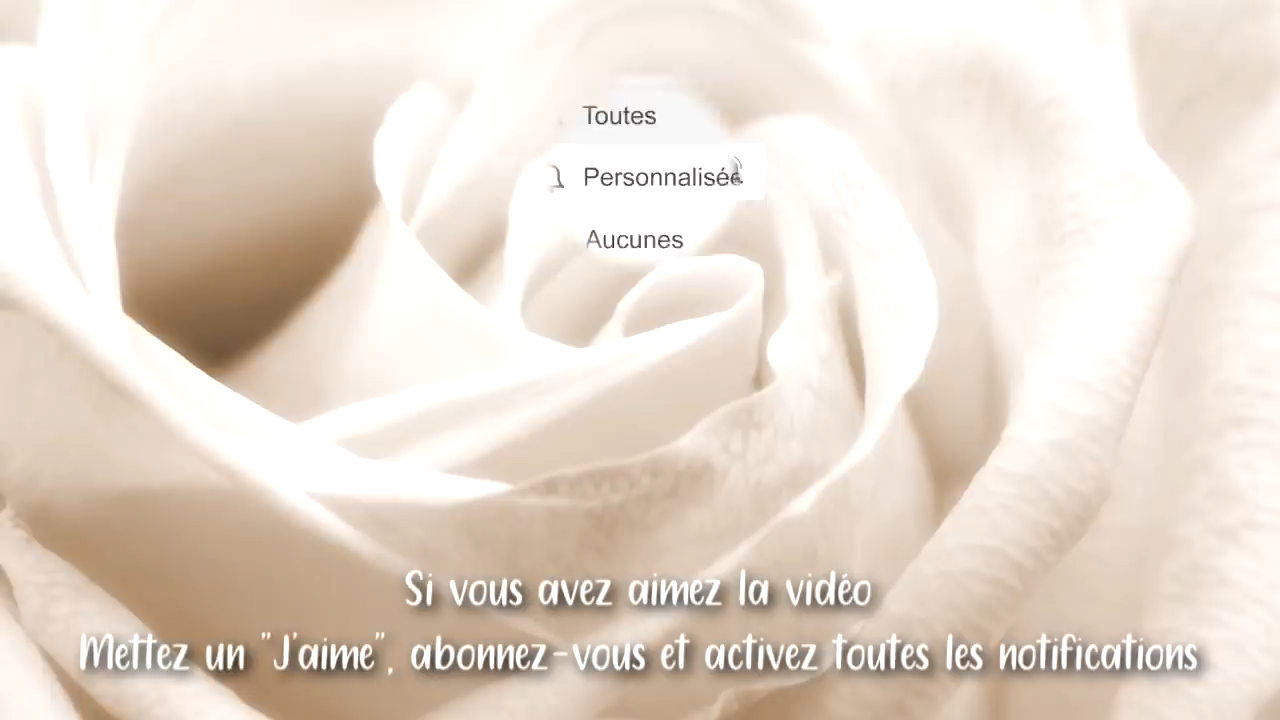 Toutes
Personnalisée
Aucunes
Si vous avez aimez la vidéo
Mettez un "J'aime", abonnez-vous et activez toutes les notifications